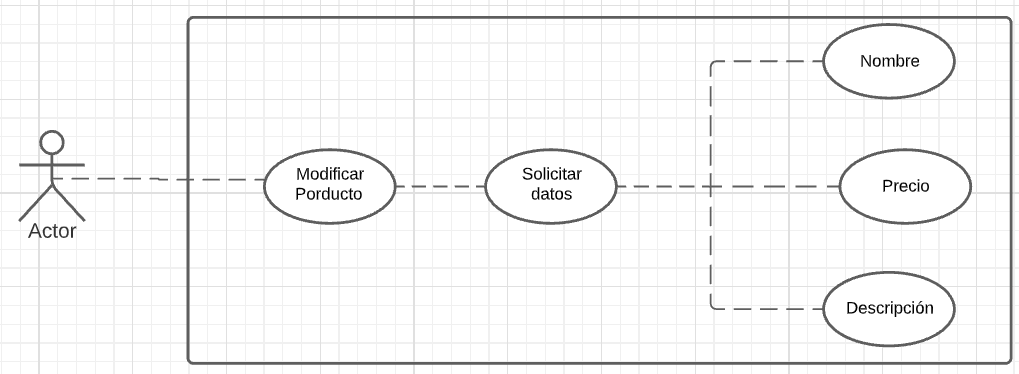 Nombre
Modificar
Porducto
Solicitar
datos
Precio
Actor
Descripción